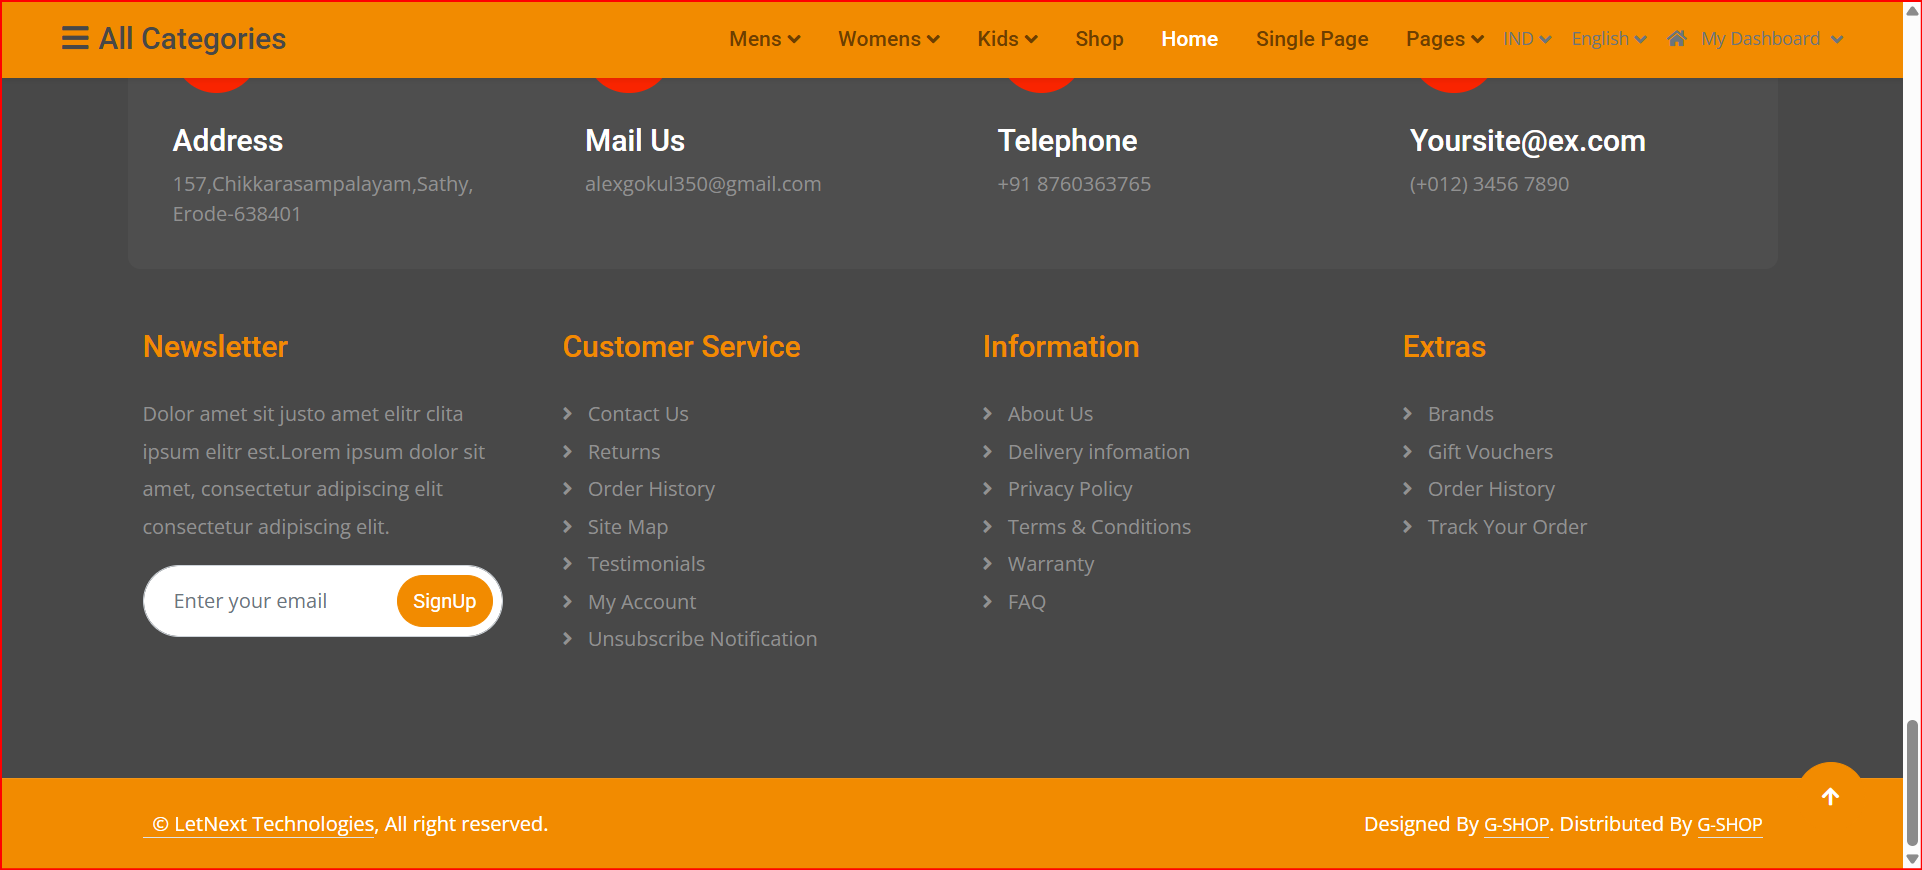 All Categories
Mens Womens Kids Shop Home Single Page Pages IND English My Dashboard
Address
157,Chikkarasampalayam,Sathy,
Erode-638401
Mail Us
alexgokul350@gmail.com
Telephone
+91 8760363765
Yoursite@ex.com
(+012) 3456 7890
Newsletter
Dolor amet sit justo amet elitr clita
ipsum elitr est.Lorem ipsum dolor sit
amet, consectetur adipiscing elit
consectetur adipiscing elit.
Enter your email
SignUp
Customer Service
Contact Us
Returns
Order History
Site Map
Testimonials
My Account
Unsubscribe Notification
Information
About Us
Delivery infomation
Privacy Policy
Terms & Conditions
Warranty
FAQ
Extras
Brands
Gift Vouchers
Order History
Track Your Order
© LetNext Technologies, All right reserved.
Designed By G-SHOP. Distributed By G-SHOP